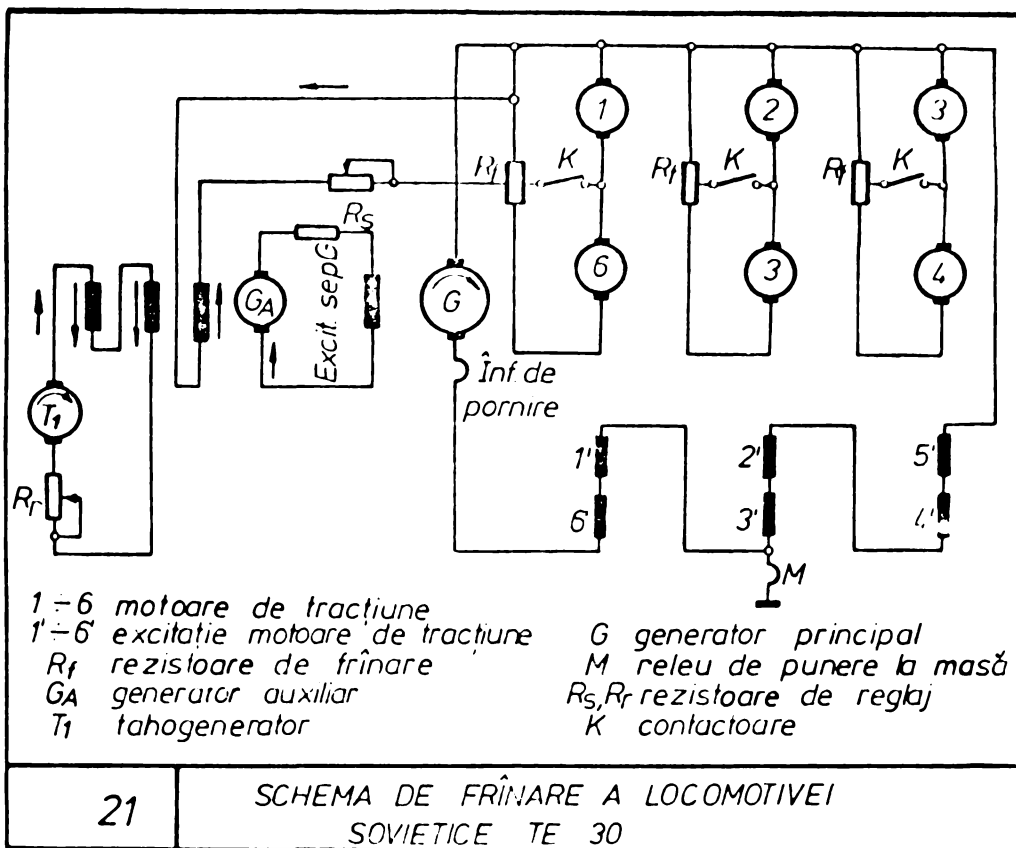 1
2
3
Rf
K
Rf
K
Rf
K
Rs
GA
Excit. sepG
G
6
3
4
Înf. de
pornire
T1
Rr
1'
6'
2'
3'
5'
4'
M
1÷6 motoare de tracțiune
1'÷6' excitație motoare de tracțiune
Rf rezistoare de frînare
GA generator auxiliar
T1 tahogenerator
G generator principal
M releu de punere la masă
Rs,Rr rezistoare de reglaj
K contactoare
21
SCHEMA DE FRÎNARE A LOCOMOTIVEI
SOVIETICE TE 30